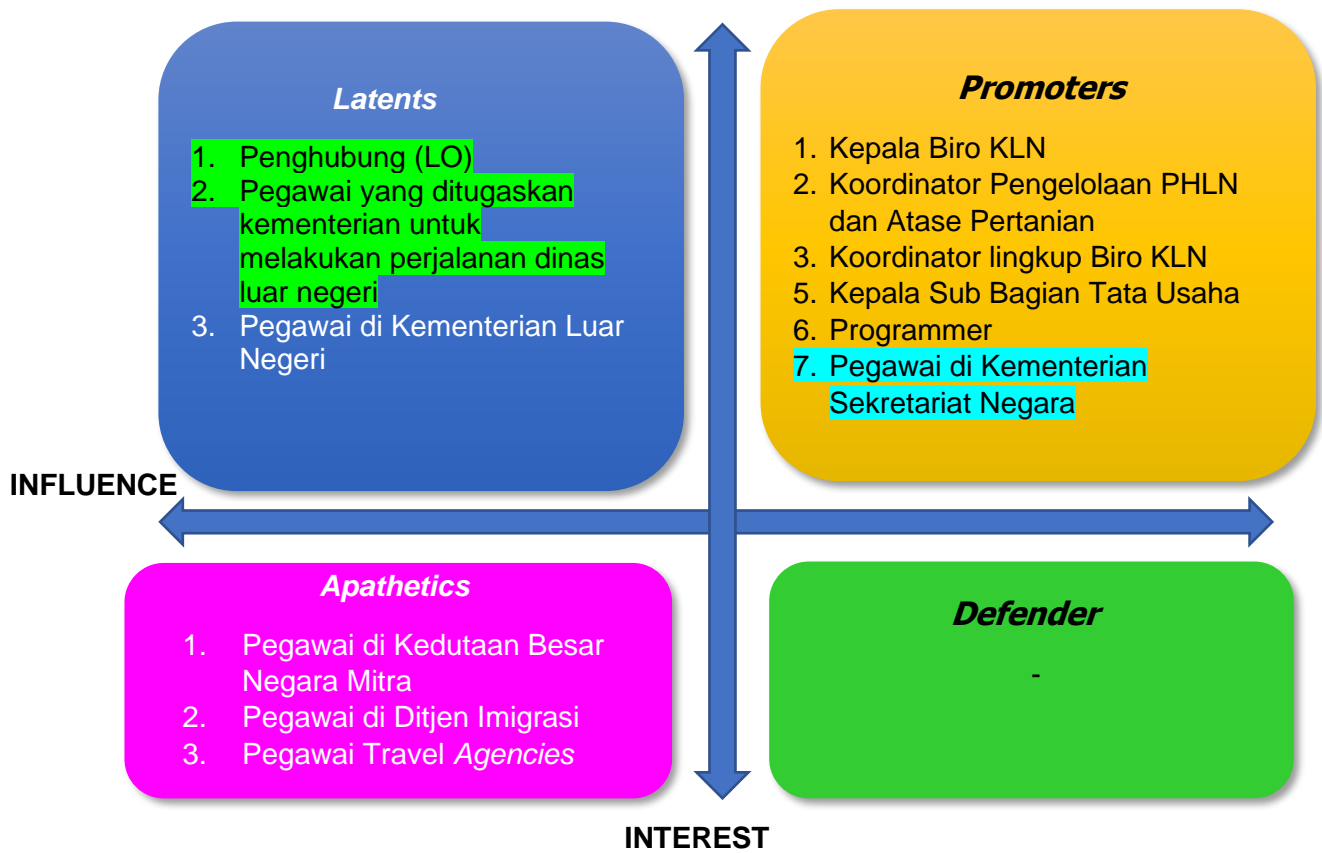 Latents
1. Penghubung (LO)
2. Pegawai yang ditugaskan
kementerian untuk
melakukan perjalanan dinas
luar negeri
3. Pegawai di Kementerian Luar
Negeri
Promoters
1. Kepala Biro KLN
2. Koordinator Pengelolaan PHLN
dan Atase Pertanian
3. Koordinator lingkup Biro KLN
5. Kepala Sub Bagian Tata Usaha
6. Programmer
7. Pegawai di Kementerian
Sekretariat Negara
INFLUENCE
Apathetics
1. Pegawai di Kedutaan Besar
Negara Mitra
2. Pegawai di Ditjen Imigrasi
3. Pegawai Travel Agencies
Defender
-
INTEREST